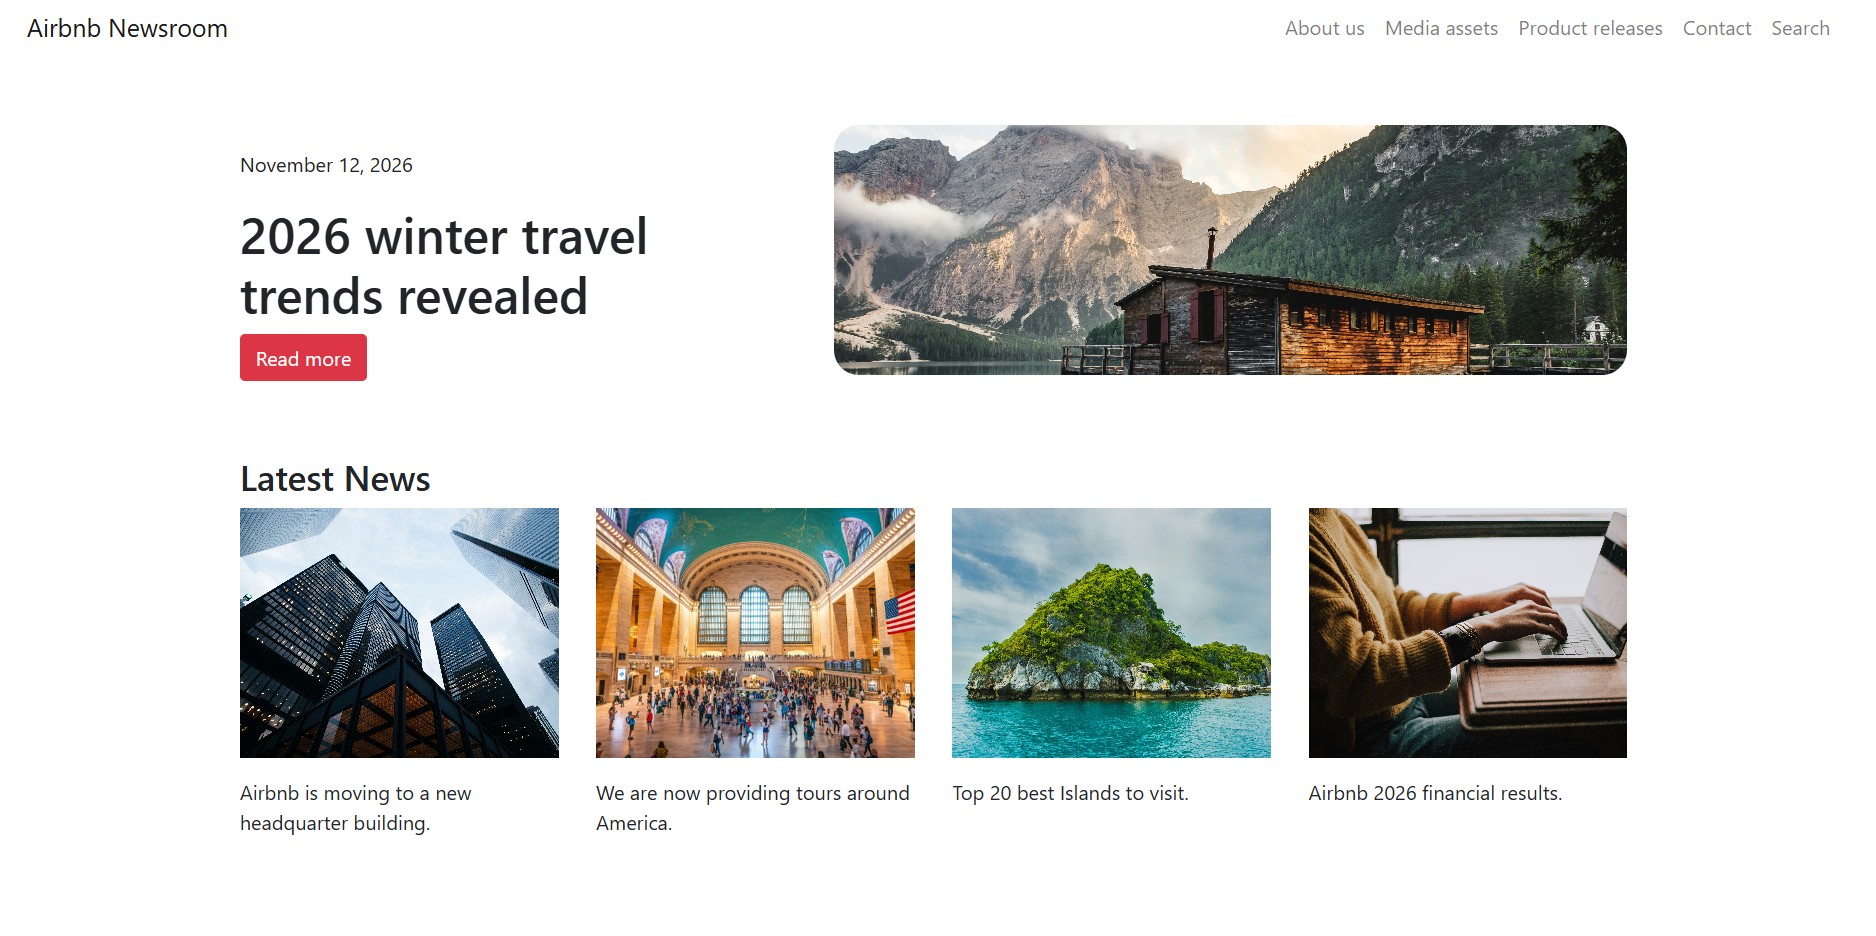 Airbnb Newsroom
About us
Media assets
Product releases
Contact
Search
November 12, 2026
2026 winter travel
trends revealed
Read more
Latest News
Airbnb is moving to a new
headquarter building.
We are now providing tours around
America.
Top 20 best Islands to visit.
Airbnb 2026 financial results.